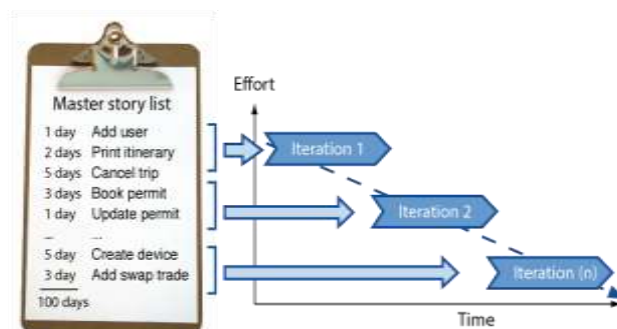 Master story list
1 day Add user
2 days Print itinerary
5 days Cancel trip
3 days Book permit
1 day Update permit
... ...
5 day Create device
3 day Add swap trade
100 days
Effort
Iteration 1
Iteration 2
Iteration (n)
Time